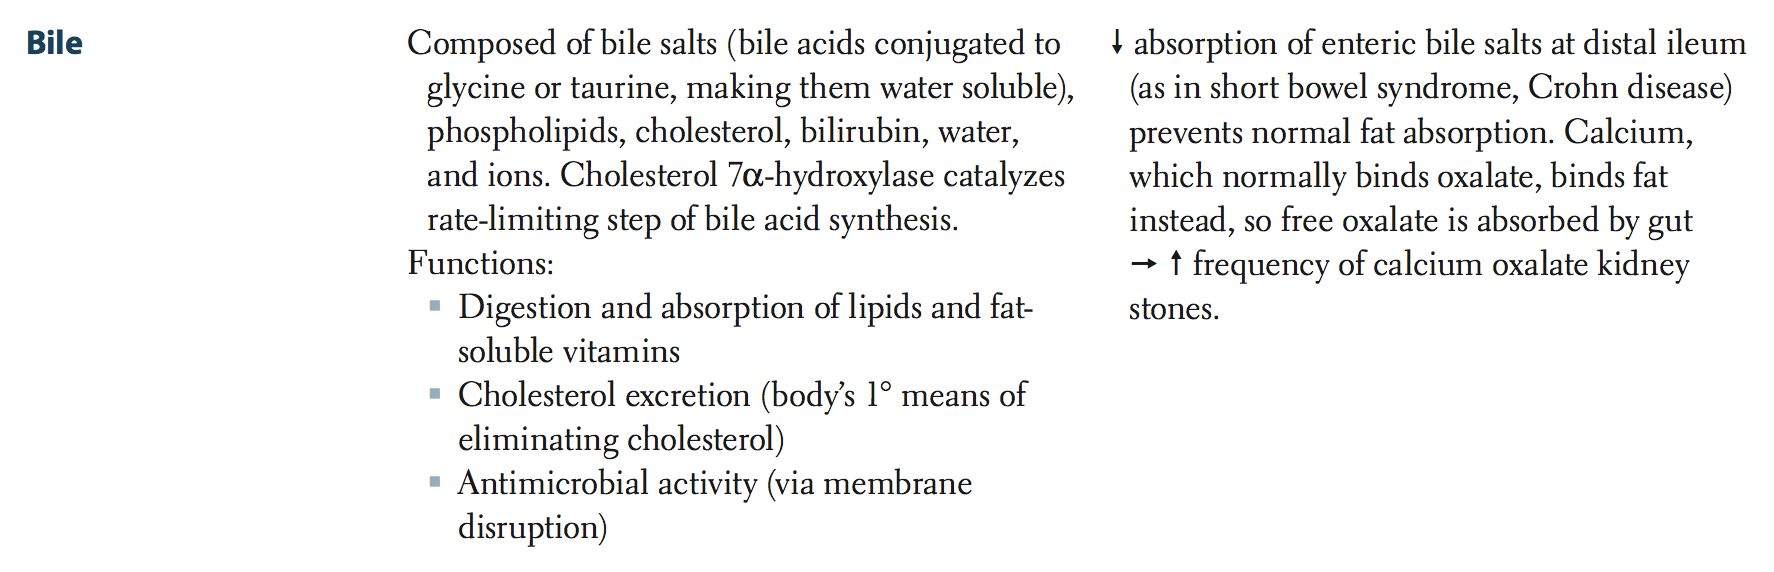 Bile
Composed of bile salts (bile acids conjugated to
glycine or taurine, making them water soluble),
phospholipids, cholesterol, bilirubin, water,
and ions. Cholesterol 7α-hydroxylase catalyzes
rate-limiting step of bile acid synthesis.
Functions:
▪ Digestion and absorption of lipids and fat-
soluble vitamins
▪ Cholesterol excretion (body’s 1° means of
eliminating cholesterol)
▪ Antimicrobial activity (via membrane
disruption)
↓ absorption of enteric bile salts at distal ileum
(as in short bowel syndrome, Crohn disease)
prevents normal fat absorption. Calcium,
which normally binds oxalate, binds fat
instead, so free oxalate is absorbed by gut
→ ↑ frequency of calcium oxalate kidney
stones.